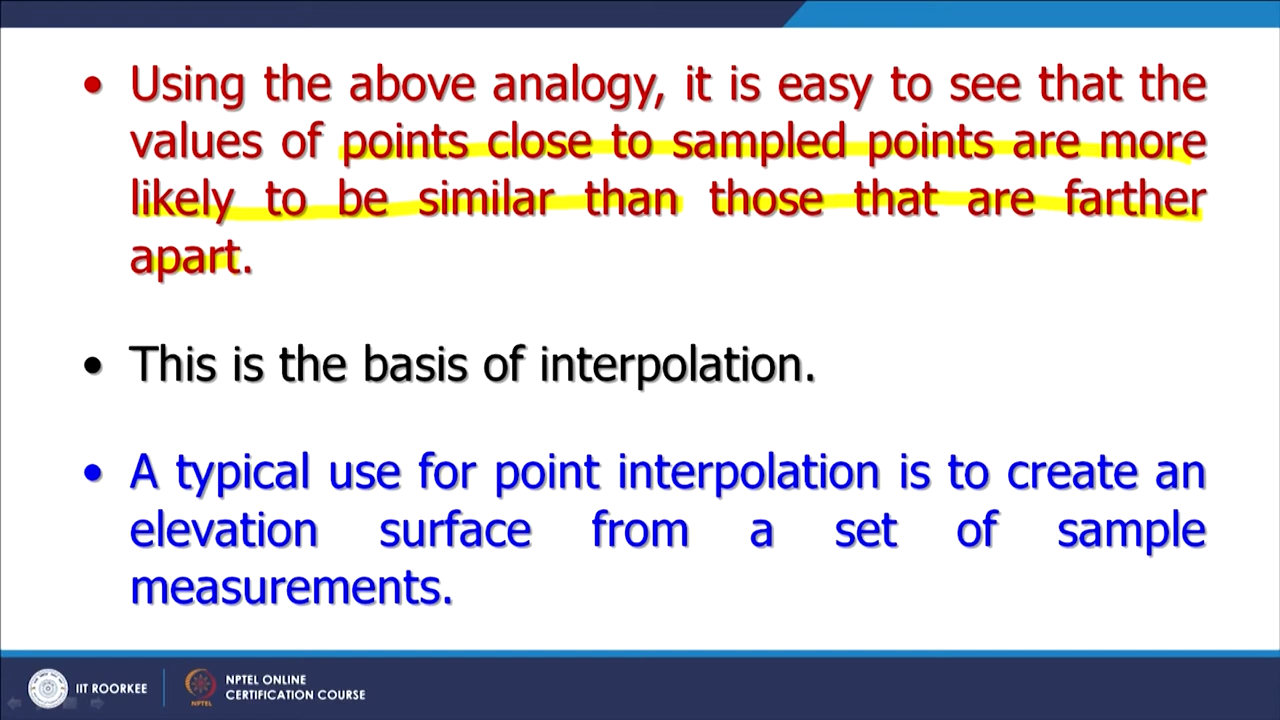 • Using the above analogy, it is easy to see that the
values of points close to sampled points are more
likely to be similar than those that are farther
apart.
• This is the basis of interpolation.
• A typical use for point interpolation is to create an
elevation surface from a set of sample
measurements.
IIT ROORKEE
NPTEL
NPTEL ONLINE
CERTIFICATION COURSE